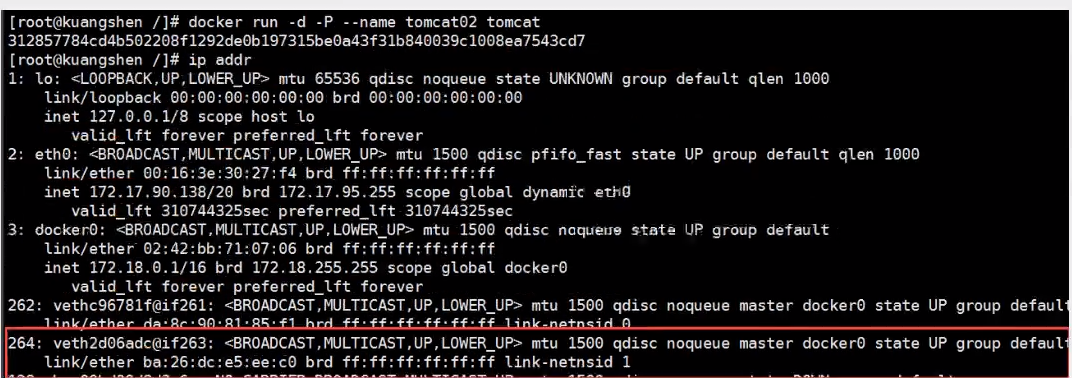 [root@kuangshen /]# docker run -d -P --name tomcat02 tomcat
312857784cd4b502208f1292de0b197315be0a43f31b840039c1008ea7543cd7
[root@kuangshen /]# ip addr
1: lo: <LOOPBACK,UP,LOWER_UP> mtu 65536 qdisc noqueue state UNKNOWN group default qlen 1000
link/loopback 00:00:00:00:00:00 brd 00:00:00:00:00:00
inet 127.0.0.1/8 scope host lo
valid_lft forever preferred_lft forever
2: eth0: <BROADCAST,MULTICAST,UP,LOWER_UP> mtu 1500 qdisc pfifo_fast state UP group default qlen 1000
link/ether 00:16:3e:30:27:f4 brd ff:ff:ff:ff:ff:ff
inet 172.17.90.138/20 brd 172.17.95.255 scope global dynamic eth0
valid_lft 310744325sec preferred_lft 310744325sec
3: docker0: <BROADCAST,MULTICAST,UP,LOWER_UP> mtu 1500 qdisc noqueue state UP group default
link/ether 02:42:bb:71:07:06 brd ff:ff:ff:ff:ff:ff
inet 172.18.0.1/16 brd 172.18.255.255 scope global docker0
valid_lft forever preferred_lft forever
262: vethc96781f@if261: <BROADCAST,MULTICAST,UP,LOWER_UP> mtu 1500 qdisc noqueue master docker0 state UP group default
link/ether da:8c:90:81:85:f1 brd ff:ff:ff:ff:ff:ff link-netnsid 0
264: veth2d06adc@if263: <BROADCAST,MULTICAST,UP,LOWER_UP> mtu 1500 qdisc noqueue master docker0 state UP group default
link/ether ba:26:dc:e5:ee:c0 brd ff:ff:ff:ff:ff:ff link-netnsid 1